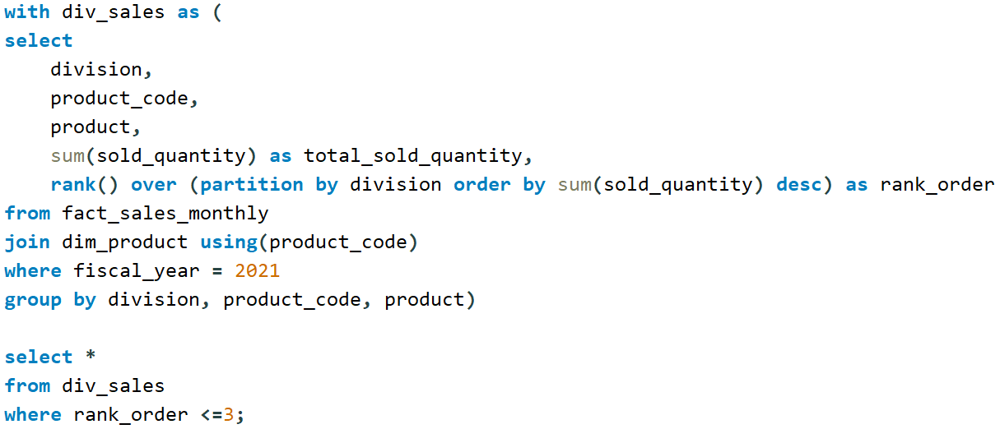 with div_sales as (
select
    division,
    product_code,
    product,
    sum(sold_quantity) as total_sold_quantity,
    rank() over (partition by division order by sum(sold_quantity) desc) as rank_order
from fact_sales_monthly
join dim_product using(product_code)
where fiscal_year = 2021
group by division, product_code, product)

select *
from div_sales
where rank_order <=3;